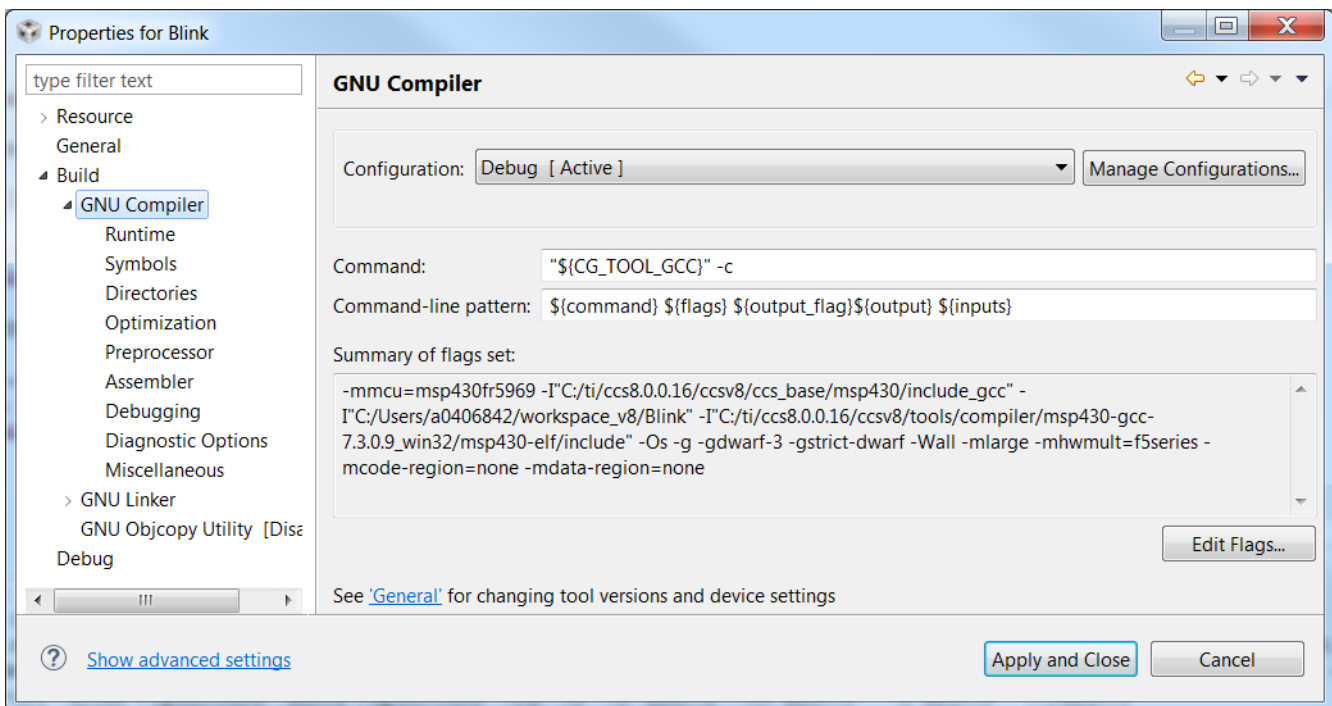 Properties for Blink
type filter text
Resource
General
Build
GNU Compiler
Runtime
Symbols
Directories
Optimization
Preprocessor
Assembler
Debugging
Diagnostic Options
Miscellaneous
GNU Linker
GNU Objcopy Utility [Disa
Debug
GNU Compiler
Configuration: Debug [ Active ] Manage Configurations...
Command: "${CG_TOOL_GCC}" -c
Command-line pattern: ${command} ${flags} ${output_flag}${output} ${inputs}
Summary of flags set:
-mmcu=msp430fr5969 -I"C:/ti/ccs8.0.0.16/ccsv8/ccs_base/msp430/include_gcc" -
I"C:/Users/a0406842/workspace_v8/Blink" -I"C:/ti/ccs8.0.0.16/ccsv8/tools/compiler/msp430-gcc-
7.3.0.9_win32/msp430-elf/include" -Os -g -gdwarf-3 -gstrict-dwarf -Wall -mlarge -mhwmult=f5series -
mcode-region=none -mdata-region=none
Edit Flags...
See 'General' for changing tool versions and device settings
? Show advanced settings
Apply and Close Cancel